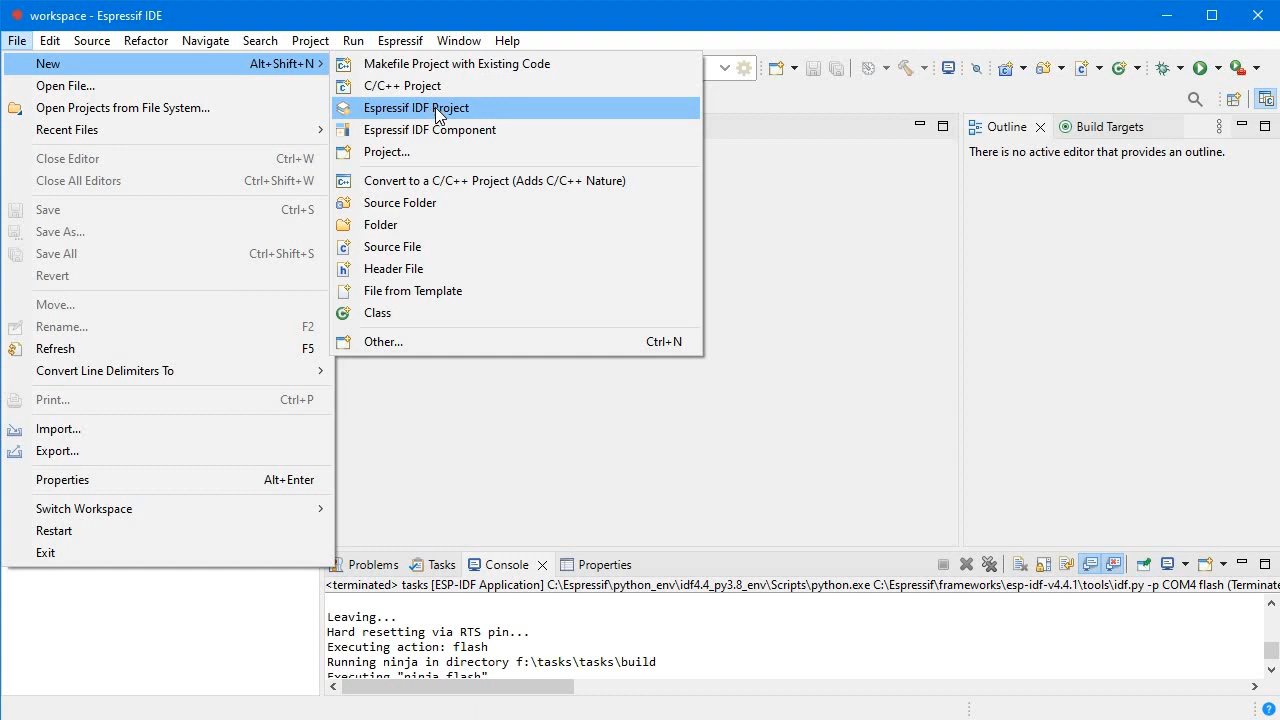 workspace - Espressif IDE
File Edit Source Refactor Navigate Search Project Run Espressif Window Help
New Alt+Shift+N
Open File...
Open Projects from File System...
Recent Files
Close Editor Ctrl+W
Close All Editors Ctrl+Shift+W
Save Ctrl+S
Save As...
Save All Ctrl+Shift+S
Revert
Move...
Rename... F2
Refresh F5
Convert Line Delimiters To
Print... Ctrl+P
Import...
Export...
Properties Alt+Enter
Switch Workspace
Restart
Exit
Makefile Project with Existing Code
C/C++ Project
Espressif IDF Project
Espressif IDF Component
Project...
Convert to a C/C++ Project (Adds C/C++ Nature)
Source Folder
Folder
Source File
Header File
File from Template
Class
Other... Ctrl+N
Outline Build Targets
There is no active editor that provides an outline.
Problems Tasks Console Properties
<terminated> tasks [ESP-IDF Application] C:\Espressif\python_env\idf4.4_py3.8_env\Scripts\python.exe C:\Espressif\frameworks\esp-idf-v4.4.1\tools\idf.py -p COM4 flash (Termina
Leaving...
Hard resetting via RTS pin...
Executing action: flash
Running ninja in directory f:\tasks\tasks\build
Executing "ninja flash"